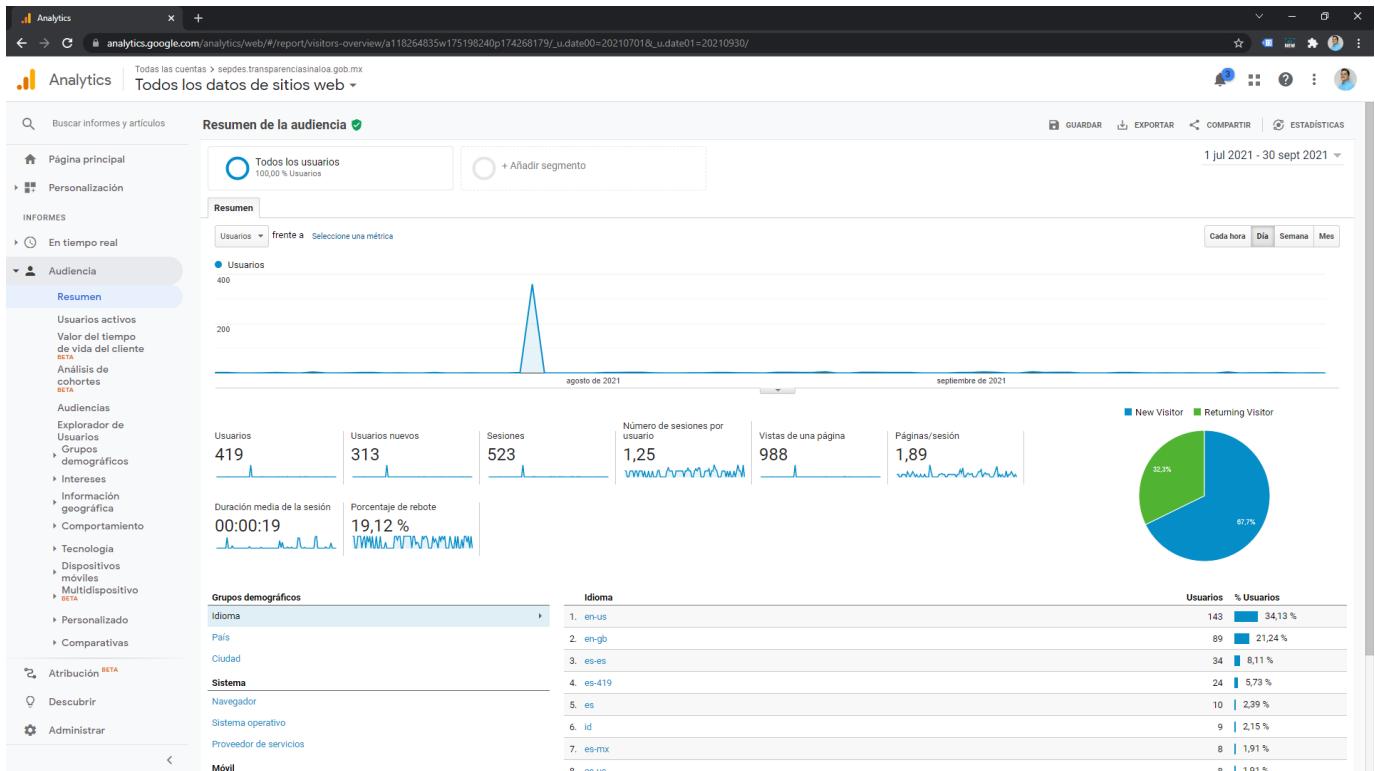 Analytics
analytics.google.com/analytics/web/#/report/visitors-overview/a118264835w175198240p174268179/_u.date00=20210701&_u.date01=20210930/
NEW
Analytics
Todas las cuentas > sepdes.transparenciasinaloa.gob.mx
Todos los datos de sitios web
3
Buscar informes y artículos
Página principal
Personalización
INFORMES
En tiempo real
Audiencia
Resumen
Usuarios activos
Valor del tiempo
de vida del cliente
BETA
Análisis de
cohortes
BETA
Audiencias
Explorador de
Usuarios
Grupos
demográficos
Intereses
Información
geográfica
Comportamiento
Tecnología
Dispositivos
móviles
Multidispositivo
BETA
Personalizado
Comparativas
Atribución BETA
Descubrir
Administrar
Resumen de la audiencia
GUARDAR
EXPORTAR
COMPARTIR
ESTADÍSTICAS
Todos los usuarios
100,00 % Usuarios
+ Añadir segmento
1 jul 2021 - 30 sept 2021
Resumen
Usuarios frente a Seleccione una métrica
Cada hora Día Semana Mes
Usuarios
400
200
agosto de 2021
septiembre de 2021
New Visitor Returning Visitor
32,3%
67,7%
Usuarios
419
Usuarios nuevos
313
Sesiones
523
Número de sesiones por
usuario
1,25
Vistas de una página
988
Páginas/sesión
1,89
Duración media de la sesión
00:00:19
Porcentaje de rebote
19,12 %
Grupos demográficos
Idioma
País
Ciudad
Sistema
Navegador
Sistema operativo
Proveedor de servicios
Móvil
Idioma Usuarios % Usuarios
1. en-us 143 34,13 %
2. en-gb 89 21,24 %
3. es-es 34 8,11 %
4. es-419 24 5,73 %
5. es 10 2,39 %
6. id 9 2,15 %
7. es-mx 8 1,91 %
8. 8 1,91 %